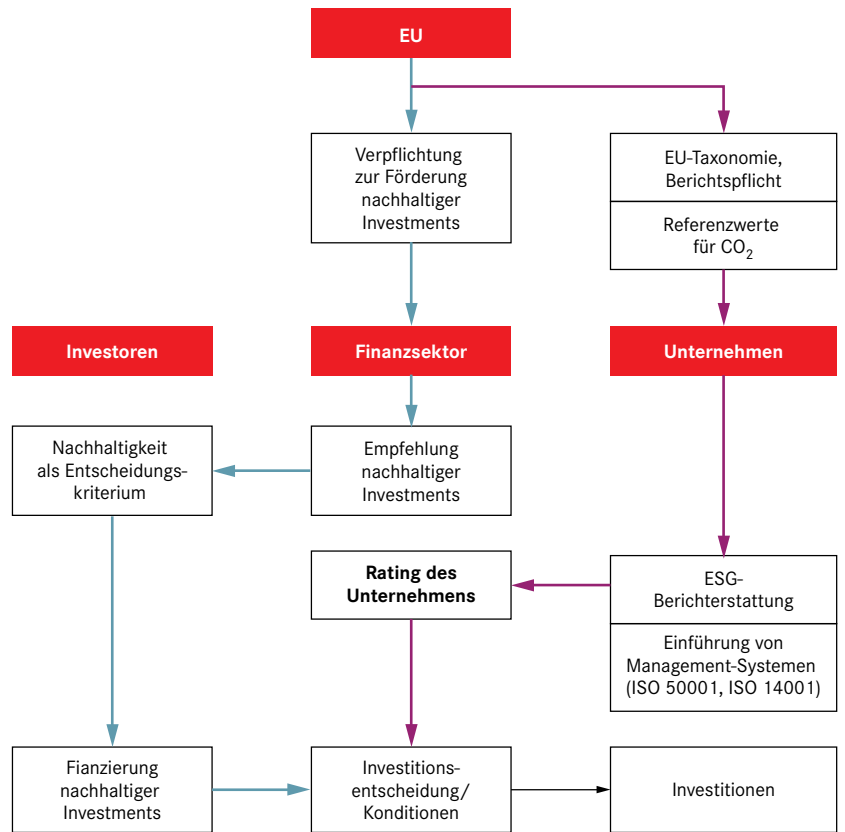 EU
Verpflichtung
zur Förderung
nachhaltiger
Investments
EU-Taxonomie,
Berichtspflicht
Referenzwerte
für CO₂
Investoren
Finanzsektor
Unternehmen
Nachhaltigkeit
als Entscheidungs-
kriterium
Empfehlung
nachhaltiger
Investments
Rating des
Unternehmens
ESG-
Berichterstattung
Einführung von
Management-Systemen
(ISO 50001, ISO 14001)
Fianzierung
nachhaltiger
Investments
Investitions-
entscheidung/
Konditionen
Investitionen